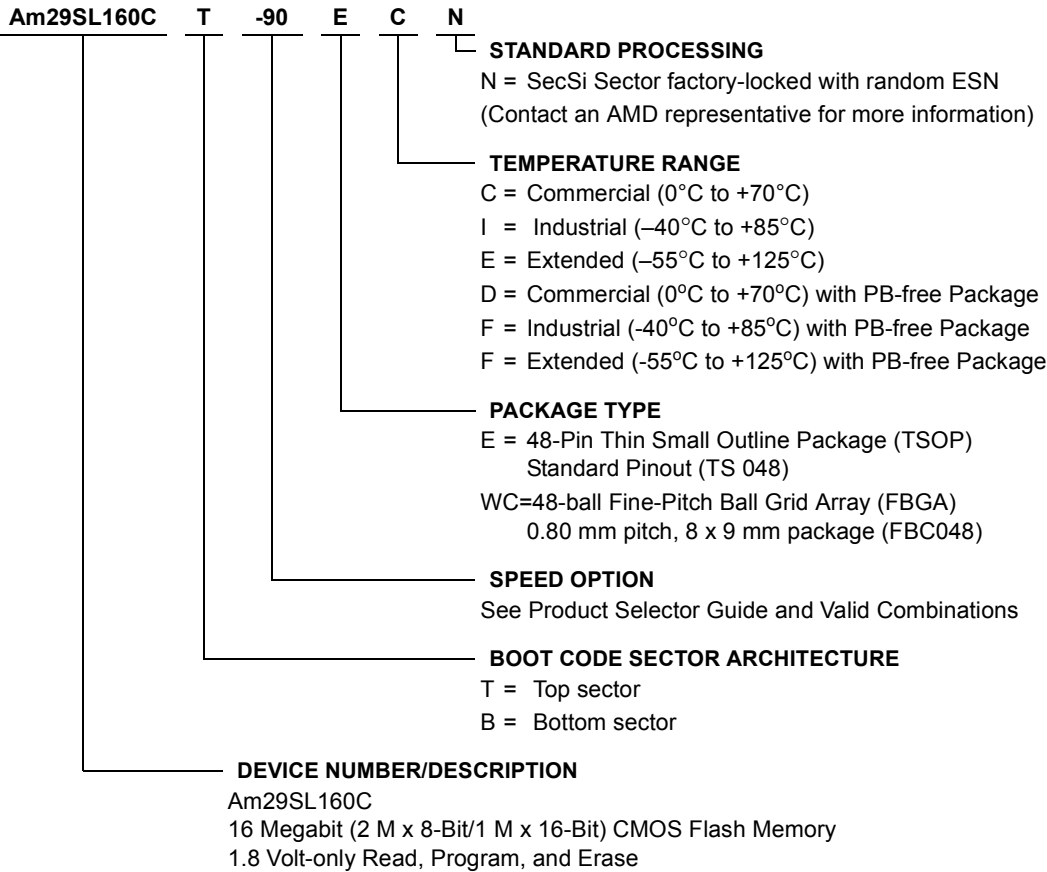 Am29SL160C T -90 E C N
STANDARD PROCESSING
N = SecSi Sector factory-locked with random ESN
(Contact an AMD representative for more information)
TEMPERATURE RANGE
C = Commercial (0°C to +70°C)
I = Industrial (–40°C to +85°C)
E = Extended (–55°C to +125°C)
D = Commercial (0°C to +70°C) with PB-free Package
F = Industrial (-40°C to +85°C) with PB-free Package
F = Extended (-55°C to +125°C) with PB-free Package
PACKAGE TYPE
E = 48-Pin Thin Small Outline Package (TSOP)
Standard Pinout (TS 048)
WC=48-ball Fine-Pitch Ball Grid Array (FBGA)
0.80 mm pitch, 8 x 9 mm package (FBC048)
SPEED OPTION
See Product Selector Guide and Valid Combinations
BOOT CODE SECTOR ARCHITECTURE
T = Top sector
B = Bottom sector
DEVICE NUMBER/DESCRIPTION
Am29SL160C
16 Megabit (2 M x 8-Bit/1 M x 16-Bit) CMOS Flash Memory
1.8 Volt-only Read, Program, and Erase